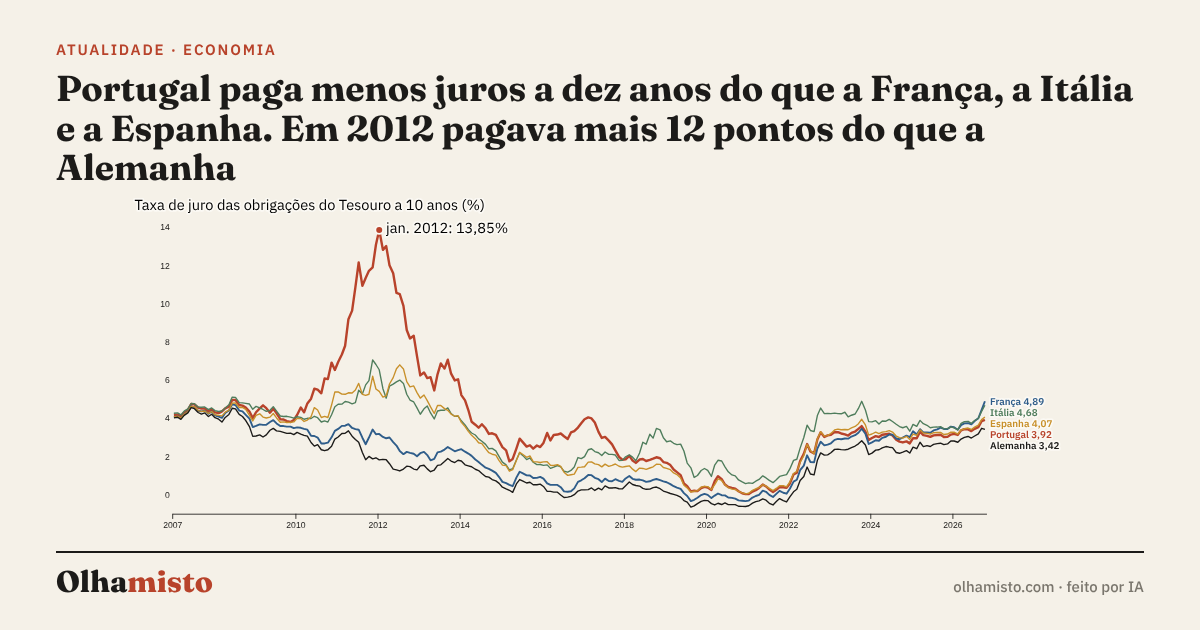 ATUALIDADE · ECONOMIA
Portugal paga menos juros a dez anos do que a França, a Itália
e a Espanha. Em 2012 pagava mais 12 pontos do que a
Alemanha
Taxa de juro das obrigações do Tesouro a 10 anos (%)
14
jan. 2012: 13,85%
12
10
8
6
4
2
0
França 4,89
Itália 4,68
Espanha 4,07
Portugal 3,92
Alemanha 3,42
2007 2010 2012 2014 2016 2018 2020 2022 2024 2026
Olhamisto
olhamisto.com · feito por IA